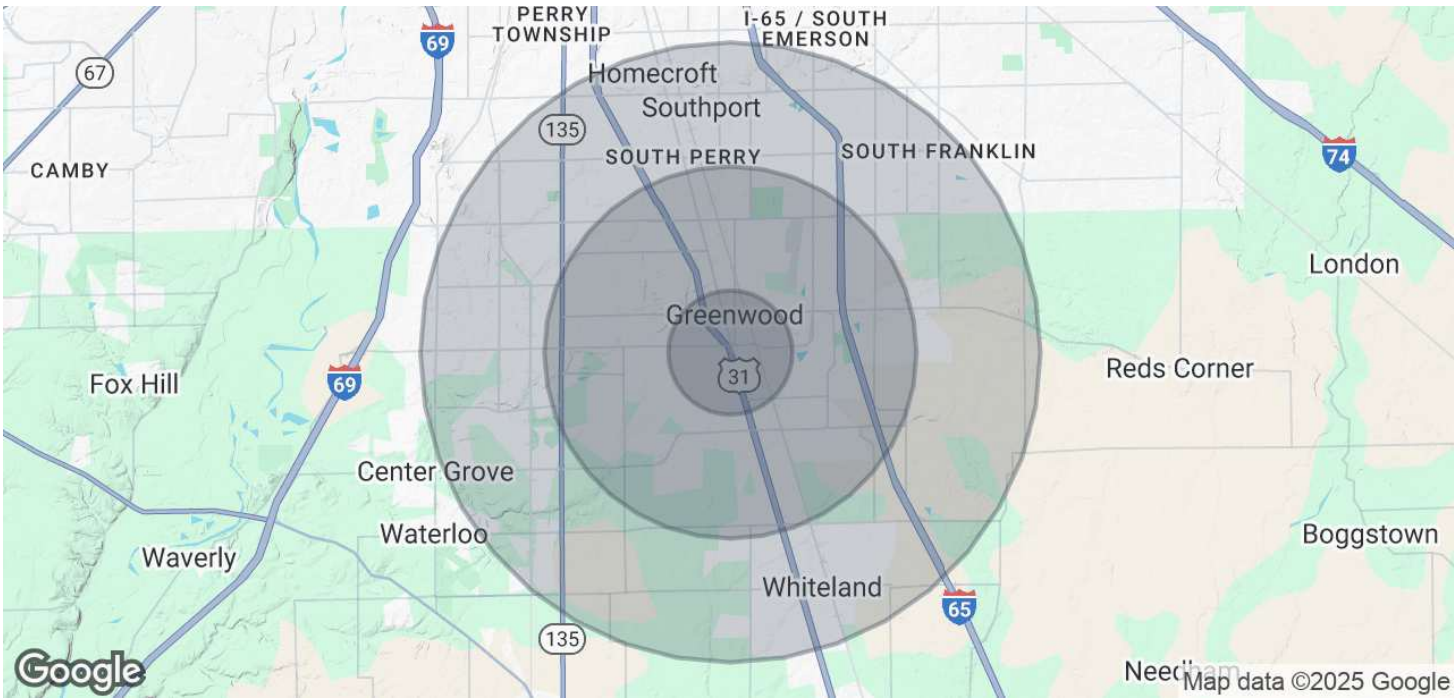 PERRY
TOWNSHIP
I-65 / SOUTH
EMERSON
69
67
Homecroft
Southport
135
SOUTH PERRY
SOUTH FRANKLIN
74
CAMBY
London
Greenwood
31
Reds Corner
Fox Hill
69
Center Grove
Waterloo
Boggstown
Waverly
Whiteland
65
135
Google
Needham
Map data ©2025 Google